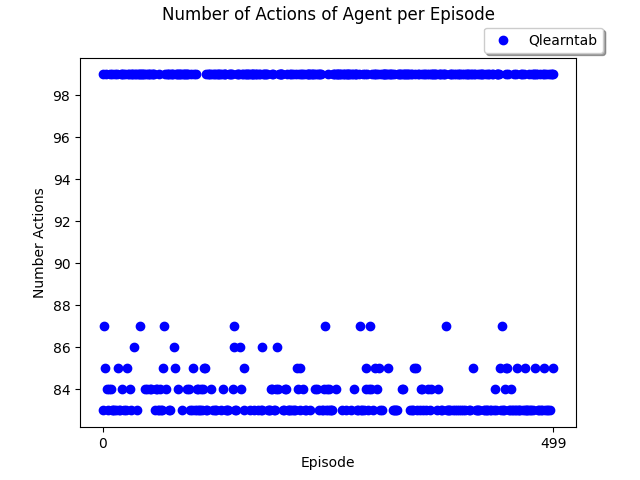 Number of Actions of Agent per Episode
Qlearntab
98
96
94
92
90
88
86
84
Number Actions
0
499
Episode